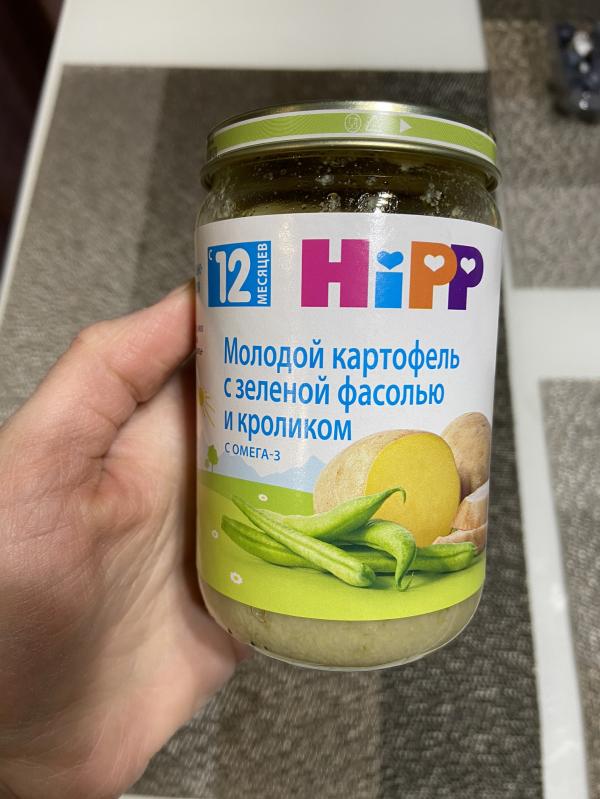 с 12 МЕСЯЦЕВ
HiPP
Молодой картофель
с зеленой фасолью
и кроликом
С ОМЕГА-3